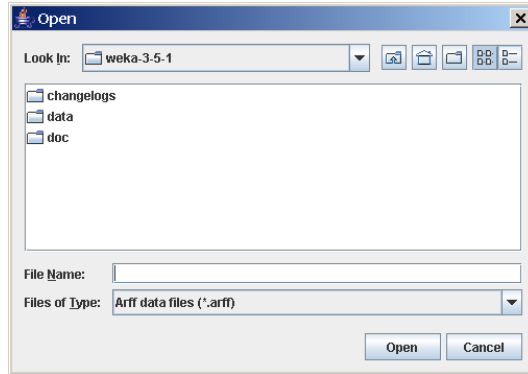 Open
Look In: weka-3-5-1
changelogs
data
doc
File Name:
Files of Type: Arff data files (*.arff)
Open Cancel